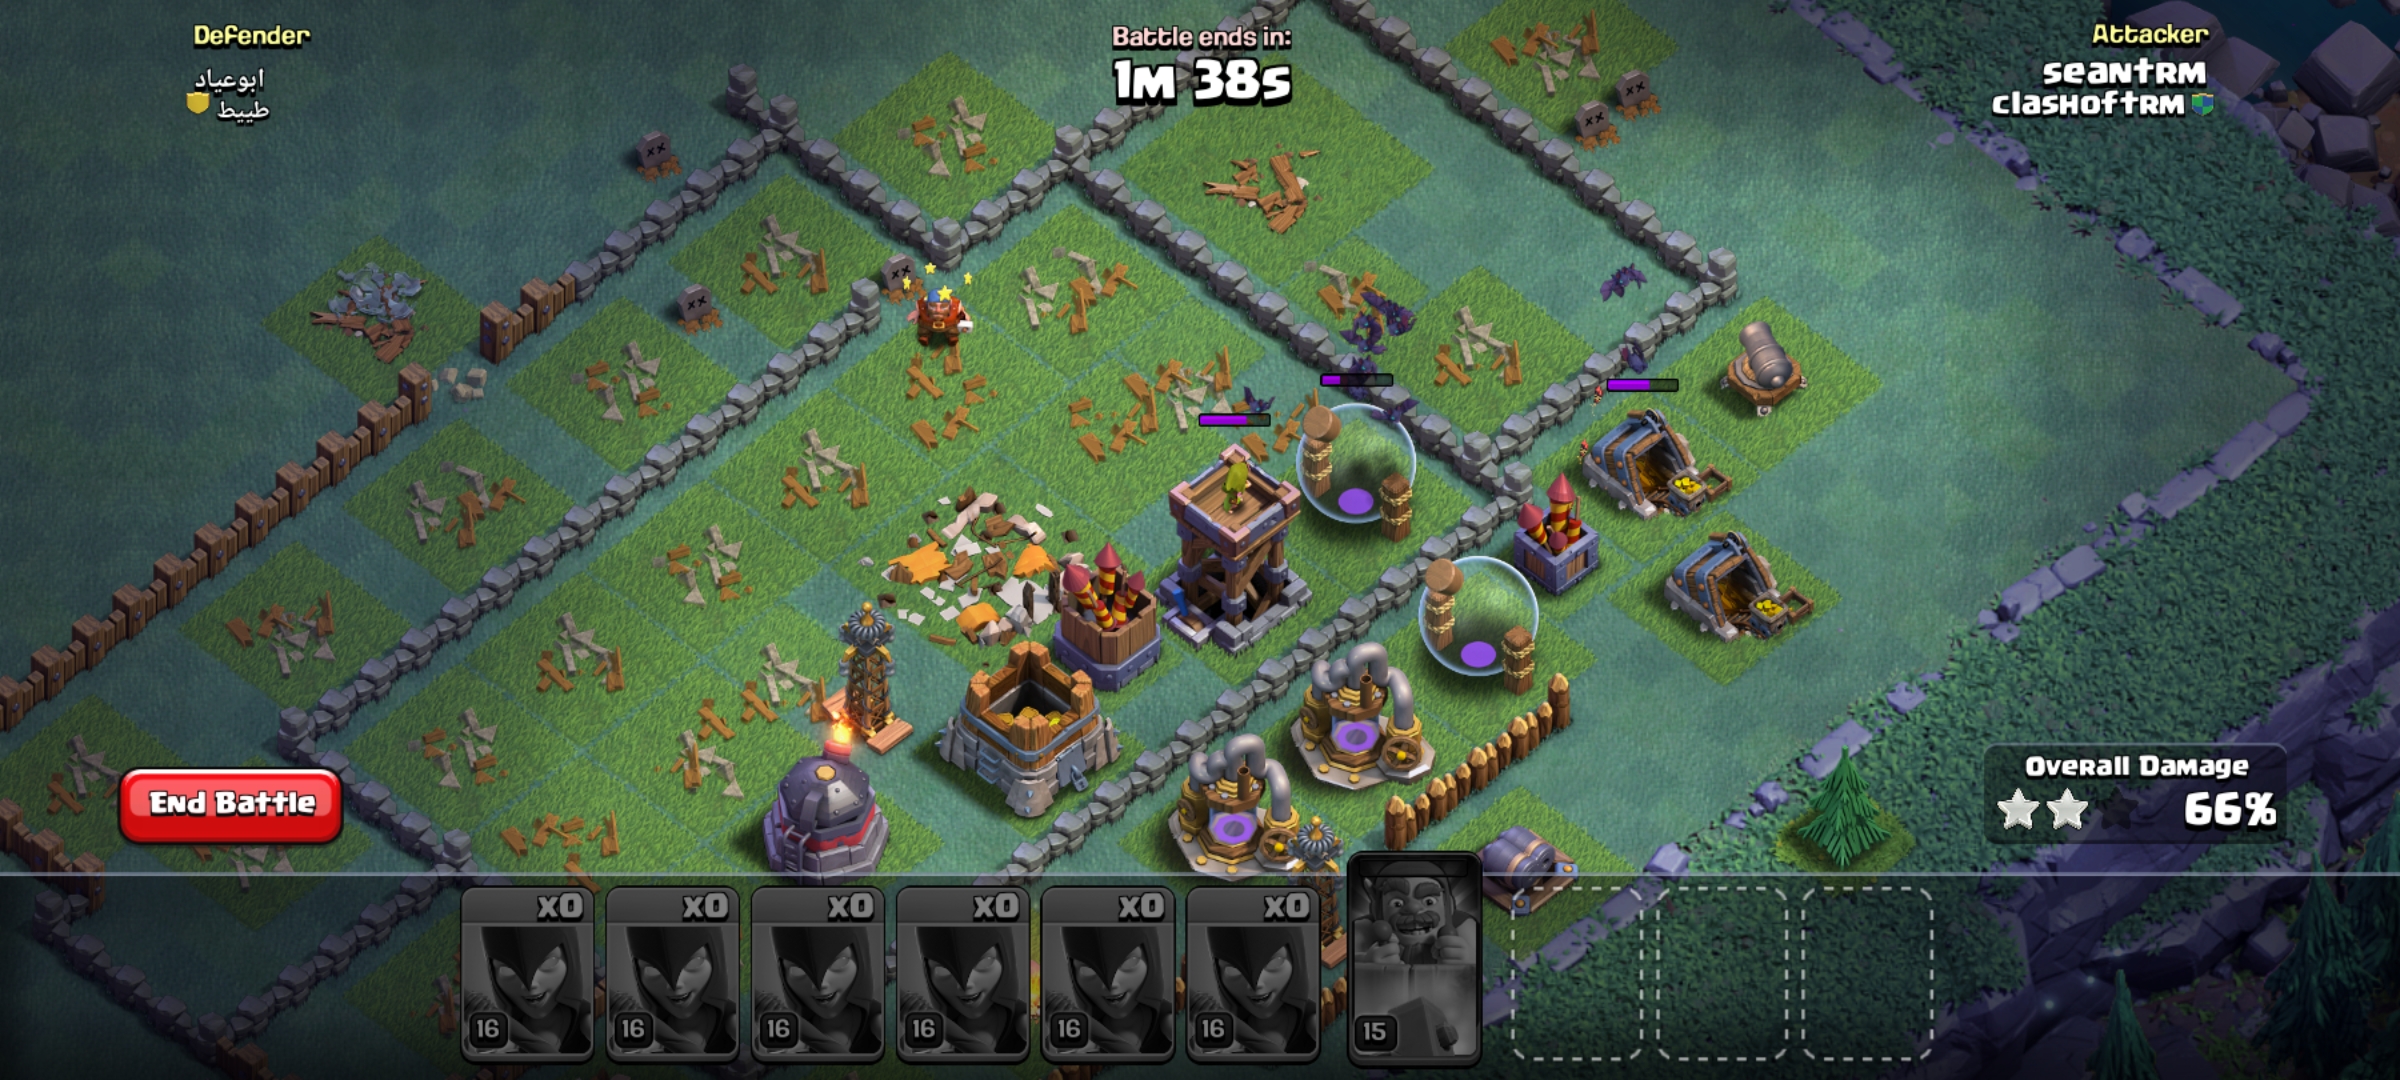 Defender
ابوعياد
طبيط
Battle ends in:
1M 38s
Attacker
seantRM
clashoftRM
End Battle
Overall Damage
66%
x0
x0
x0
x0
x0
x0
16
16
16
16
16
16
15